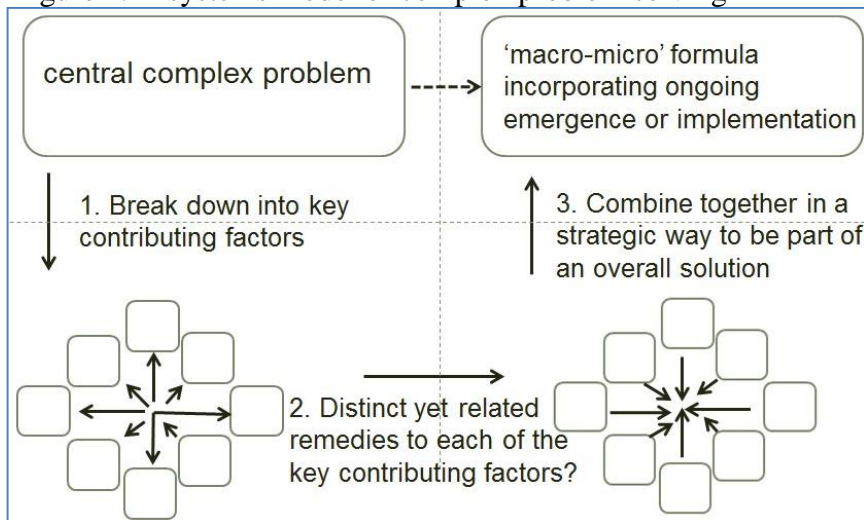 central complex problem
‘macro-micro’ formula
incorporating ongoing
emergence or implementation
1. Break down into key
contributing factors
3. Combine together in a
strategic way to be part of
an overall solution
2. Distinct yet related
remedies to each of the
key contributing factors?